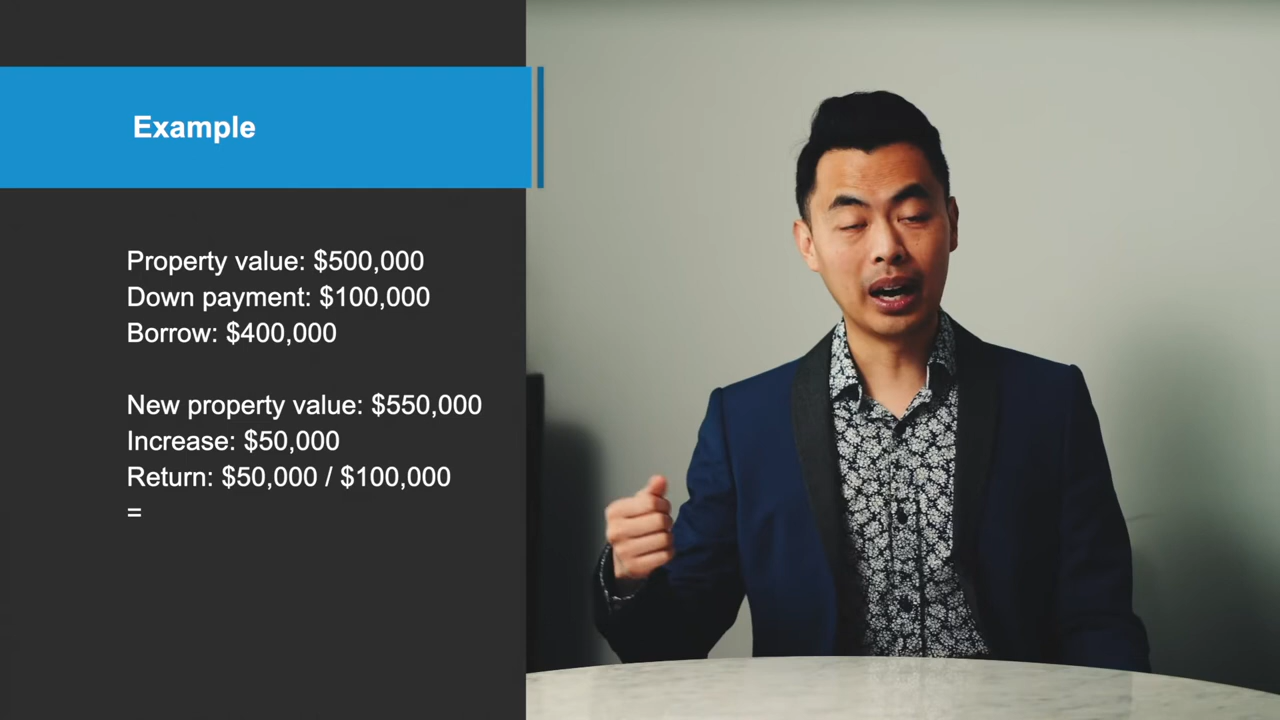 Example
Property value: $500,000
Down payment: $100,000
Borrow: $400,000
New property value: $550,000
Increase: $50,000
Return: $50,000 / $100,000
=